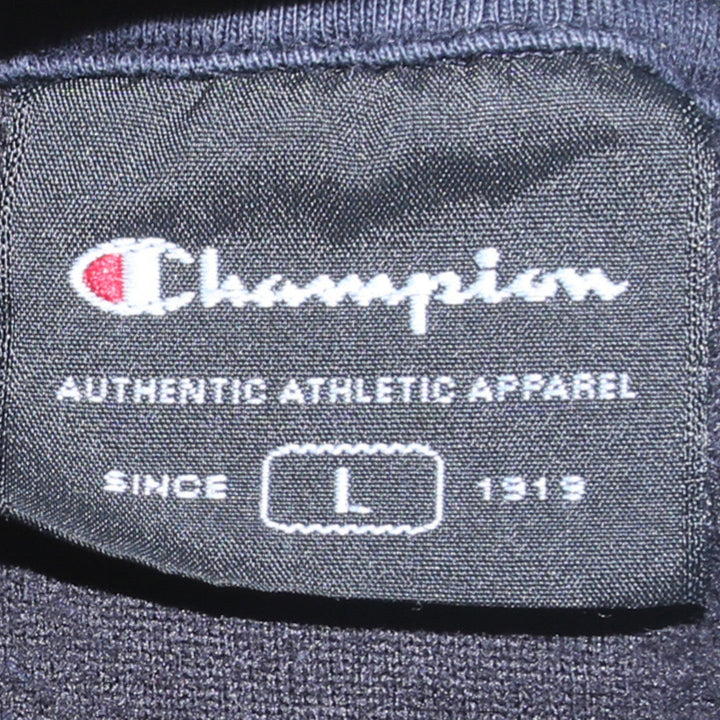 Champion
AUTHENTIC ATHLETIC APPAREL
SINCE L 1919